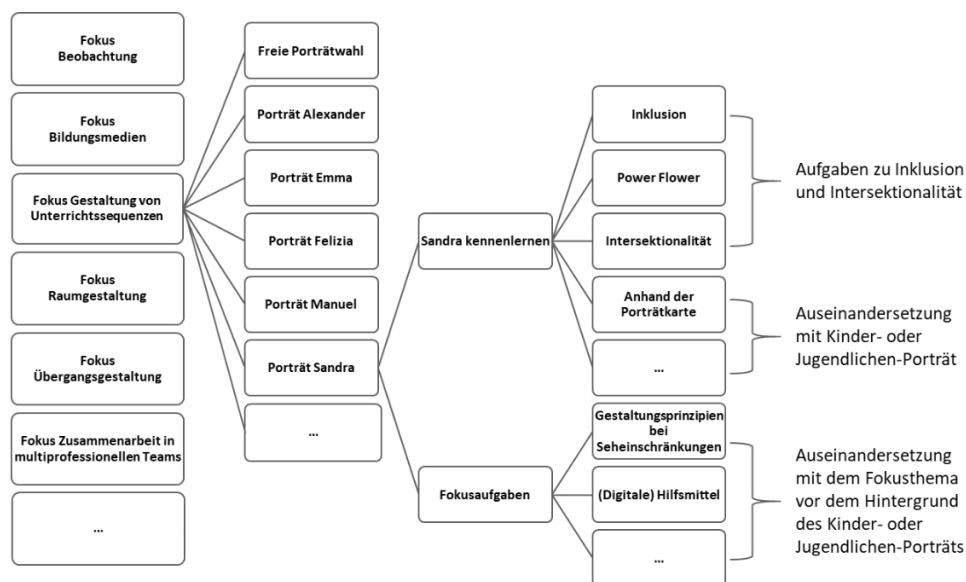 Fokus
Beobachtung
Fokus
Bildungsmedien
Fokus Gestaltung von
Unterrichtssequenzen
Fokus
Raumgestaltung
Fokus
Übergangsgestaltung
Fokus Zusammenarbeit in
multiprofessionellen Teams
...
Freie Porträtwahl
Porträt Alexander
Porträt Emma
Porträt Felizia
Porträt Manuel
Porträt Sandra
...
Sandra kennenlernen
Fokusaufgaben
Inklusion
Power Flower
Intersektionalität
Anhand der
Porträtkarte
...
Gestaltungsprinzipien
bei
Seheinschränkungen
(Digitale) Hilfsmittel
...
Aufgaben zu Inklusion
und Intersektionalität
Auseinandersetzung
mit Kinder- oder
Jugendlichen-Porträt
Auseinandersetzung
mit dem Fokusthema
vor dem Hintergrund
des Kinder- oder
Jugendlichen-Porträts